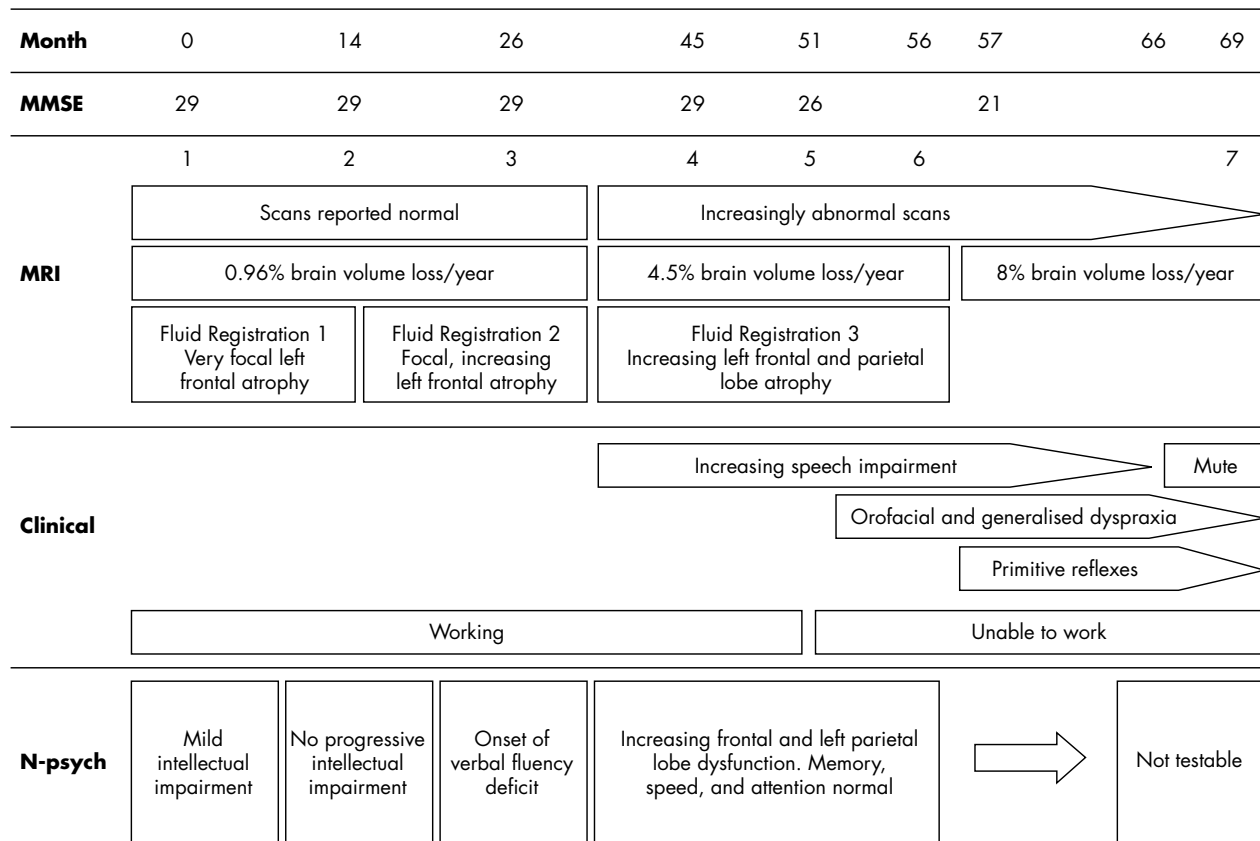 Month 0 14 26 45 51 56 57 66 69
MMSE 29 29 29 29 26 21
1 2 3 4 5 6 7
Scans reported normal Increasingly abnormal scans
MRI 0.96% brain volume loss/year 4.5% brain volume loss/year 8% brain volume loss/year
Fluid Registration 1
Very focal left
frontal atrophy
Fluid Registration 2
Focal, increasing
left frontal atrophy
Fluid Registration 3
Increasing left frontal and parietal
lobe atrophy
Clinical
Increasing speech impairment Mute
Orofacial and generalised dyspraxia
Primitive reflexes
Working Unable to work
N-psych
Mild
intellectual
impairment
No progressive
intellectual
impairment
Onset of
verbal fluency
deficit
Increasing frontal and left parietal
lobe dysfunction. Memory,
speed, and attention normal
Not testable